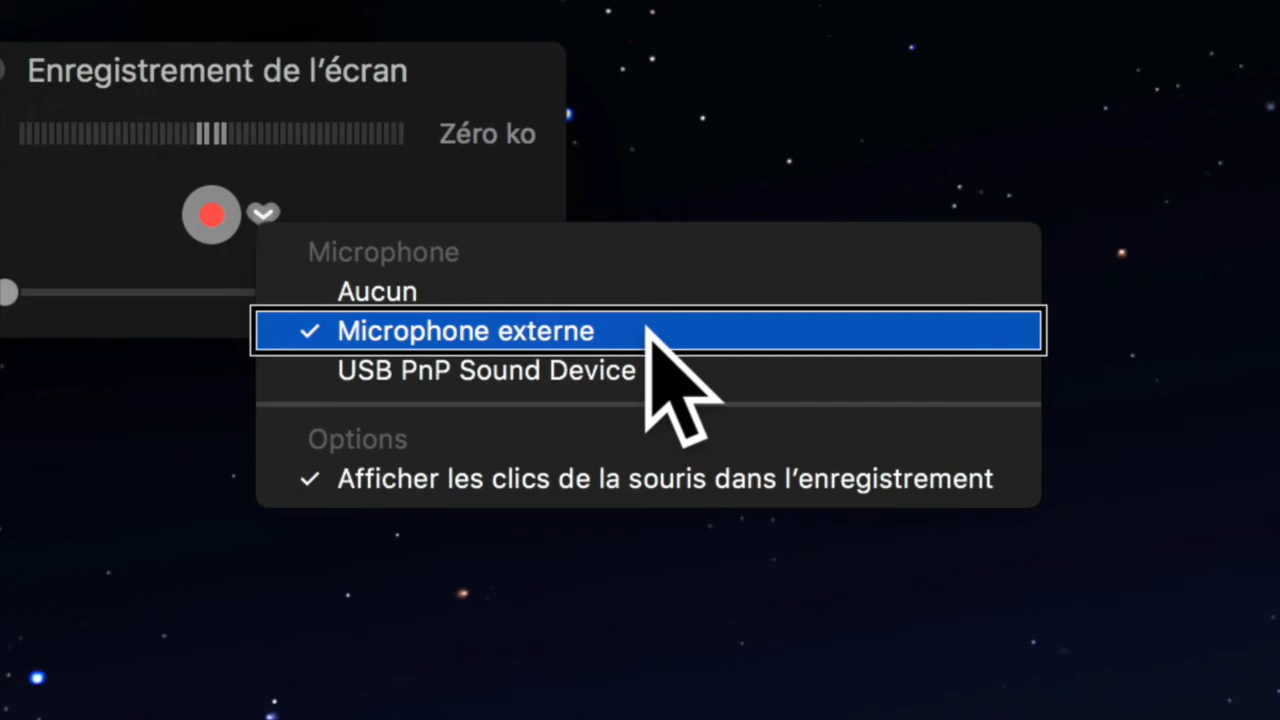 Enregistrement de l’écran
Zéro ko
Microphone
Aucun
✓ Microphone externe
USB PnP Sound Device
Options
✓ Afficher les clics de la souris dans l’enregistrement